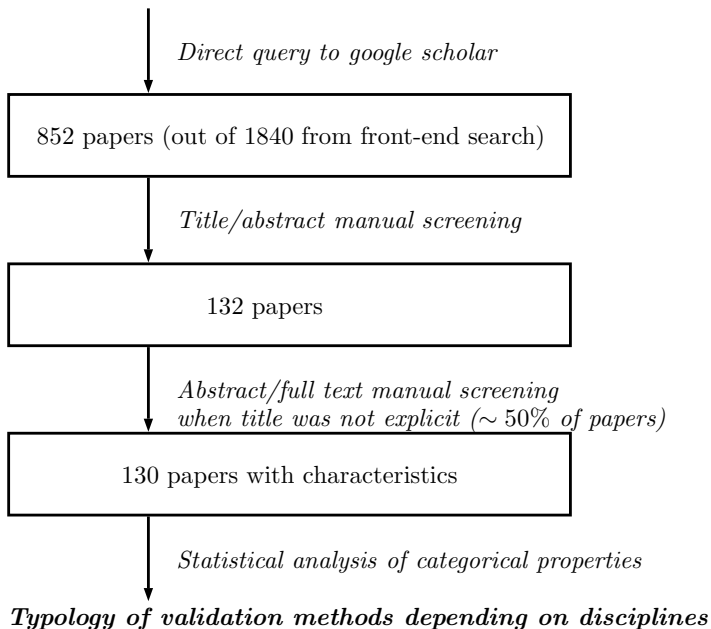 Direct query to google scholar
852 papers (out of 1840 from front-end search)
Title/abstract manual screening
132 papers
Abstract/full text manual screening
when title was not explicit (∼ 50% of papers)
130 papers with characteristics
Statistical analysis of categorical properties
Typology of validation methods depending on disciplines